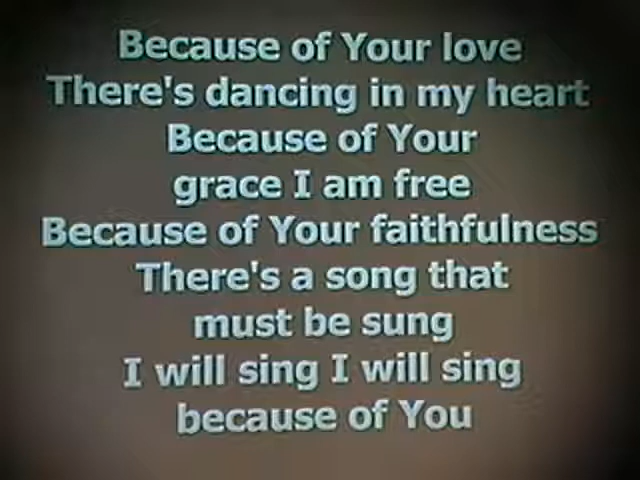 Because of Your love
There's dancing in my heart
Because of Your
grace I am free
Because of Your faithfulness
There's a song that
must be sung
I will sing I will sing
because of You